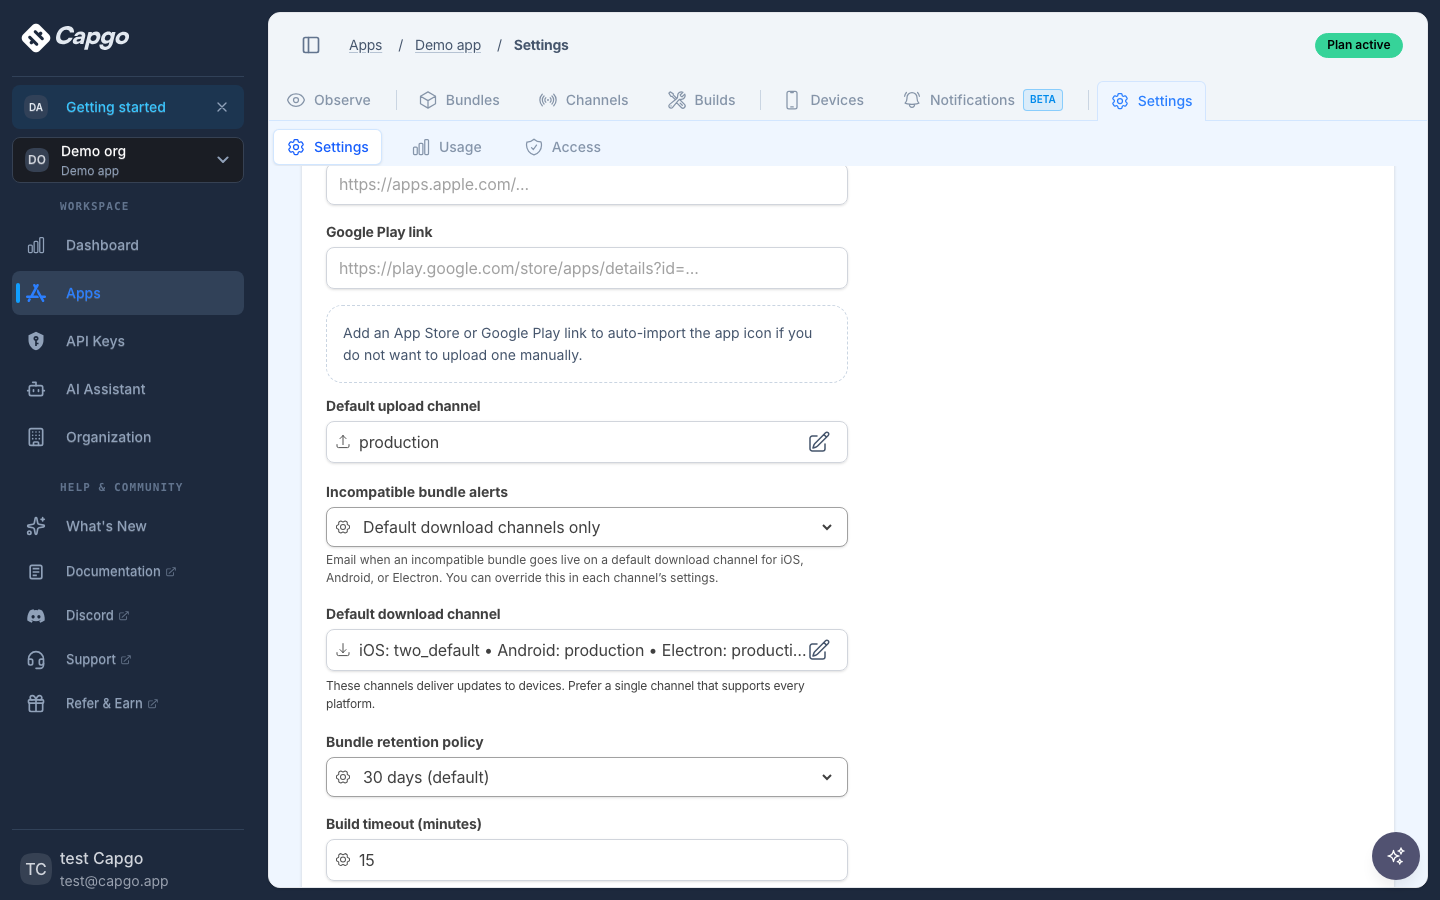 Capgo
DA
Getting started
DO
Demo org
Demo app
WORKSPACE
Dashboard
Apps
API Keys
AI Assistant
Organization
HELP & COMMUNITY
What's New
Documentation
Discord
Support
Refer & Earn
TC
test Capgo
test@capgo.app
Apps / Demo app / Settings
Plan active
Observe
Bundles
Channels
Builds
Devices
Notifications BETA
Settings
Settings
Usage
Access
https://apps.apple.com/...
Google Play link
https://play.google.com/store/apps/details?id=...
Add an App Store or Google Play link to auto-import the app icon if you
do not want to upload one manually.
Default upload channel
production
Incompatible bundle alerts
Default download channels only
Email when an incompatible bundle goes live on a default download channel for iOS,
Android, or Electron. You can override this in each channel’s settings.
Default download channel
iOS: two_default • Android: production • Electron: producti...
These channels deliver updates to devices. Prefer a single channel that supports every
platform.
Bundle retention policy
30 days (default)
Build timeout (minutes)
15